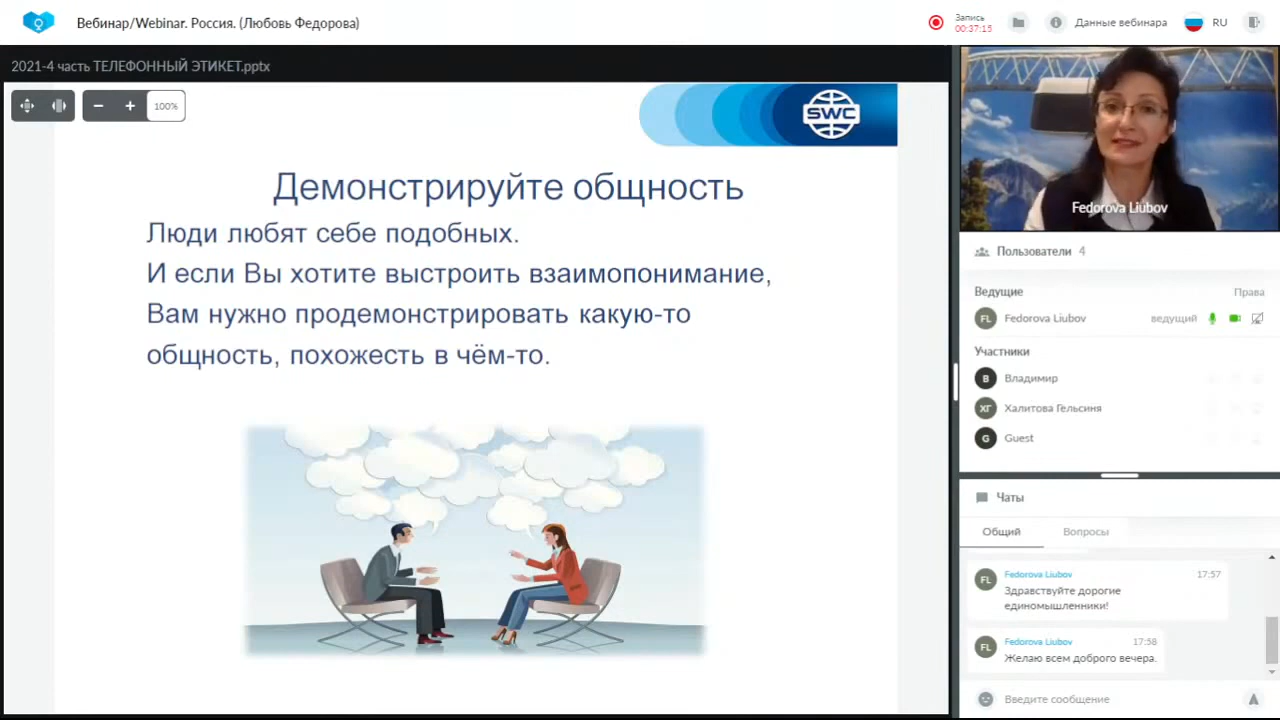 Вебинар/Webinar. Россия. (Любовь Федорова)
Запись
00:37:15
Данные вебинара
RU
2021-4 часть ТЕЛЕФОННЫЙ ЭТИКЕТ.pptx
100%
SWC
Демонстрируйте общность
Люди любят себе подобных.
И если Вы хотите выстроить взаимопонимание,
Вам нужно продемонстрировать какую-то
общность, похожесть в чём-то.
Fedorova Liubov
Пользователи 4
Ведущие Права
FL Fedorova Liubov ведущий
Участники
В Владимир
ХГ Халитова Гельсиня
G Guest
Чаты
Общий Вопросы
FL Fedorova Liubov 17:57
Здравствуйте дорогие
единомышленники!
FL Fedorova Liubov 17:58
Желаю всем доброго вечера.
Введите сообщение